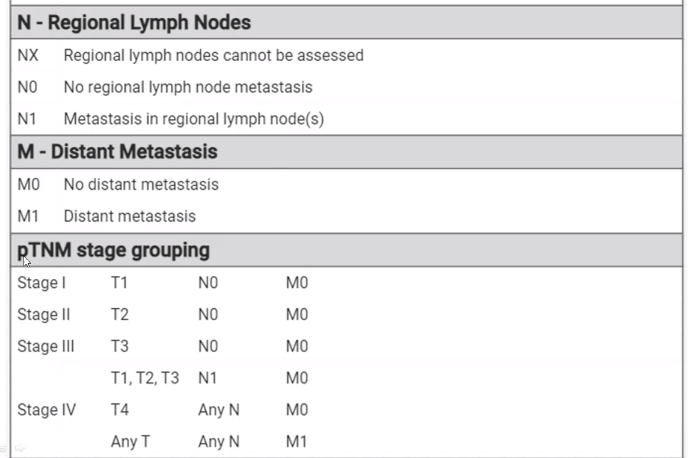 N - Regional Lymph Nodes
NX Regional lymph nodes cannot be assessed
N0 No regional lymph node metastasis
N1 Metastasis in regional lymph node(s)
M - Distant Metastasis
M0 No distant metastasis
M1 Distant metastasis
pTNM stage grouping
Stage I T1 N0 M0
Stage II T2 N0 M0
Stage III T3 N0 M0
T1, T2, T3 N1 M0
Stage IV T4 Any N M0
Any T Any N M1